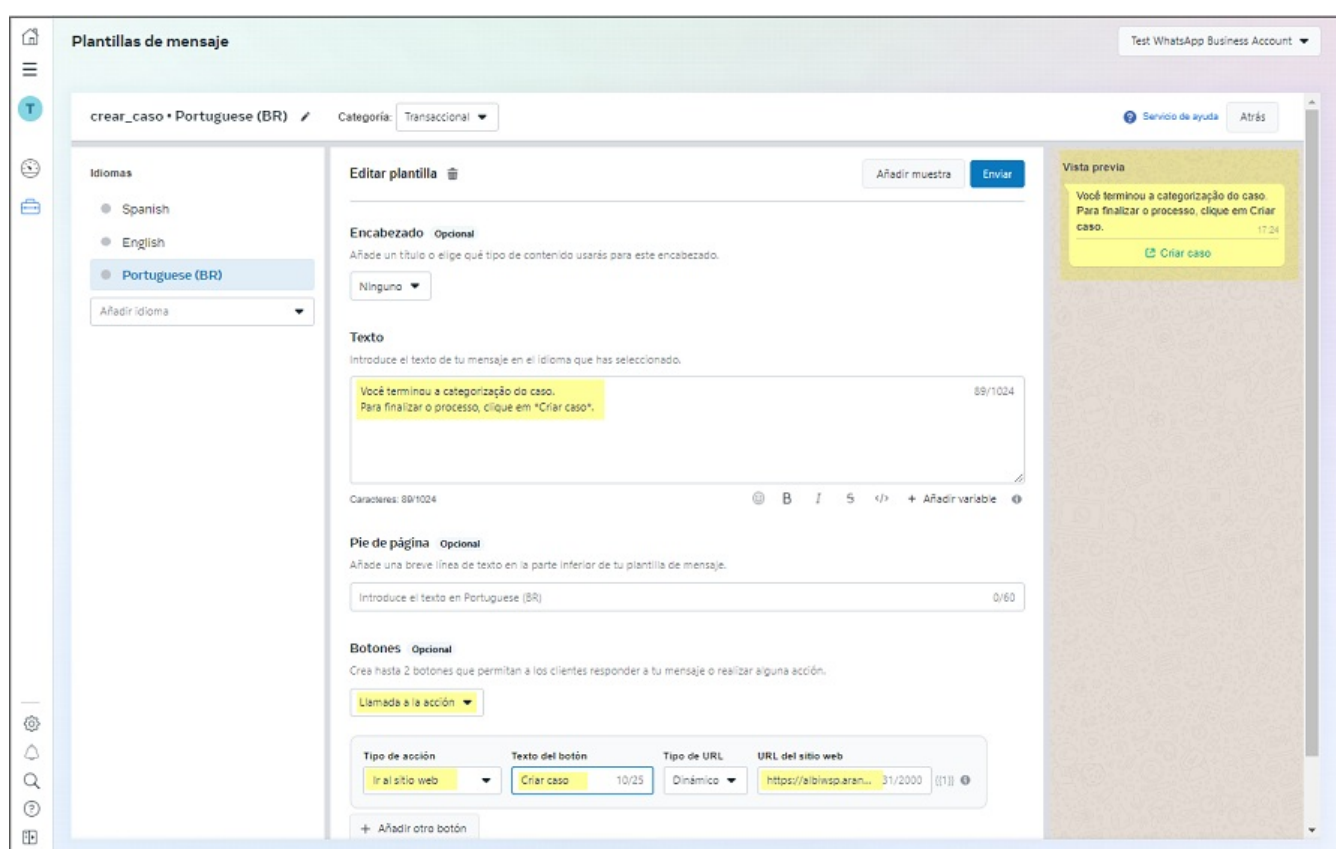 Plantillas de mensaje
Test WhatsApp Business Account
T
crear_caso • Portuguese (BR)
Categoría: Transaccional
Servicio de ayuda
Atrás
Idiomas
Spanish
English
Portuguese (BR)
Añadir idioma
Editar plantilla
Añadir muestra
Enviar
Encabezado Opcional
Añade un título o elige qué tipo de contenido usarás para este encabezado.
Ninguno
Texto
Introduce el texto de tu mensaje en el idioma que has seleccionado.
Você terminou a categorização do caso.
89/1024
Para finalizar o processo, clique em *Criar caso*.
Caracteres: 89/1024
B I S </> + Añadir variable
Pie de página Opcional
Añade una breve línea de texto en la parte inferior de tu plantilla de mensaje.
Introduce el texto en Portuguese (BR)
0/60
Botones Opcional
Crea hasta 2 botones que permitan a los clientes responder a tu mensaje o realizar alguna acción.
Llamada a la acción
Tipo de acción Texto del botón Tipo de URL URL del sitio web
Ir al sitio web Criar caso 10/25 Dinámico https://albiwsp.aran... 31/2000 {{1}}
+ Añadir otro botón
Vista previa
Você terminou a categorização do caso.
Para finalizar o processo, clique em Criar
caso.
17:24
Criar caso